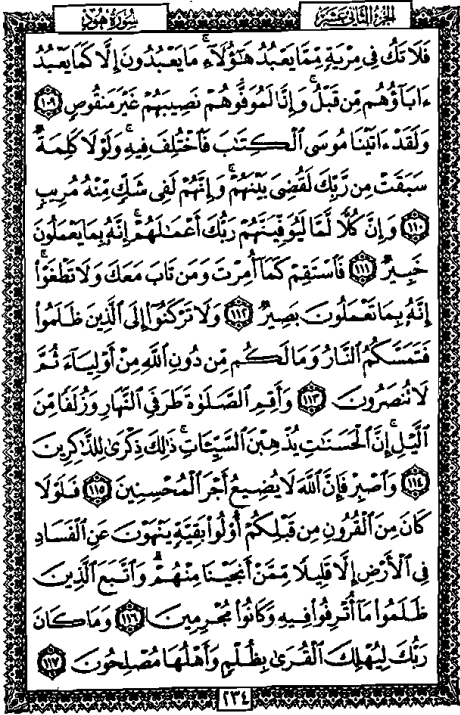 الجزء الثاني عشر
سورة هود
فَلَا تَكُ فِي مِرْيَةٍ مِّمَّا يَعْبُدُ هَٰؤُلَاءِ ۚ مَا يَعْبُدُونَ إِلَّا كَمَا يَعْبُدُ
ءَابَاؤُهُم مِّن قَبْلُ ۚ وَإِنَّا لَمُوَفُّوهُمْ نَصِيبَهُمْ غَيْرَ مَنقُوصٍ ١٠٩
وَلَقَدْ ءَاتَيْنَا مُوسَى ٱلْكِتَٰبَ فَٱخْتُلِفَ فِيهِ ۚ وَلَوْلَا كَلِمَةٌ
سَبَقَتْ مِن رَّبِّكَ لَقُضِيَ بَيْنَهُمْ ۚ وَإِنَّهُمْ لَفِي شَكٍّ مِّنْهُ مُرِيبٍ
١١٠ وَإِنَّ كُلًّا لَّمَّا لَيُوَفِّيَنَّهُمْ رَبُّكَ أَعْمَٰلَهُمْ ۚ إِنَّهُۥ بِمَا يَعْمَلُونَ
خَبِيرٌ ١١١ فَٱسْتَقِمْ كَمَآ أُمِرْتَ وَمَن تَابَ مَعَكَ وَلَا تَطْغَوْا۟ ۚ
إِنَّهُۥ بِمَا تَعْمَلُونَ بَصِيرٌ ١١٢ وَلَا تَرْكَنُوٓا۟ إِلَى ٱلَّذِينَ ظَلَمُوا۟
فَتَمَسَّكُمُ ٱلنَّارُ وَمَا لَكُم مِّن دُونِ ٱللَّهِ مِنْ أَوْلِيَآءَ ثُمَّ
لَا تُنصَرُونَ ١١٣ وَأَقِمِ ٱلصَّلَوٰةَ طَرَفَيِ ٱلنَّهَارِ وَزُلَفًا مِّنَ
ٱلَّيْلِ ۚ إِنَّ ٱلْحَسَنَٰتِ يُذْهِبْنَ ٱلسَّيِّـَٔاتِ ۚ ذَٰلِكَ ذِكْرَىٰ لِلذَّٰكِرِينَ
١١٤ وَٱصْبِرْ فَإِنَّ ٱللَّهَ لَا يُضِيعُ أَجْرَ ٱلْمُحْسِنِينَ ١١٥ فَلَوْلَا
كَانَ مِنَ ٱلْقُرُونِ مِن قَبْلِكُمْ أُو۟لُوا۟ بَقِيَّةٍ يَنْهَوْنَ عَنِ ٱلْفَسَادِ
فِي ٱلْأَرْضِ إِلَّا قَلِيلًا مِّمَّنْ أَنجَيْنَا مِنْهُمْ ۗ وَٱتَّبَعَ ٱلَّذِينَ
ظَلَمُوا۟ مَآ أُتْرِفُوا۟ فِيهِ وَكَانُوا۟ مُجْرِمِينَ ١١٦ وَمَا كَانَ
رَبُّكَ لِيُهْلِكَ ٱلْقُرَىٰ بِظُلْمٍ وَأَهْلُهَا مُصْلِحُونَ ١١٧
٢٣٤